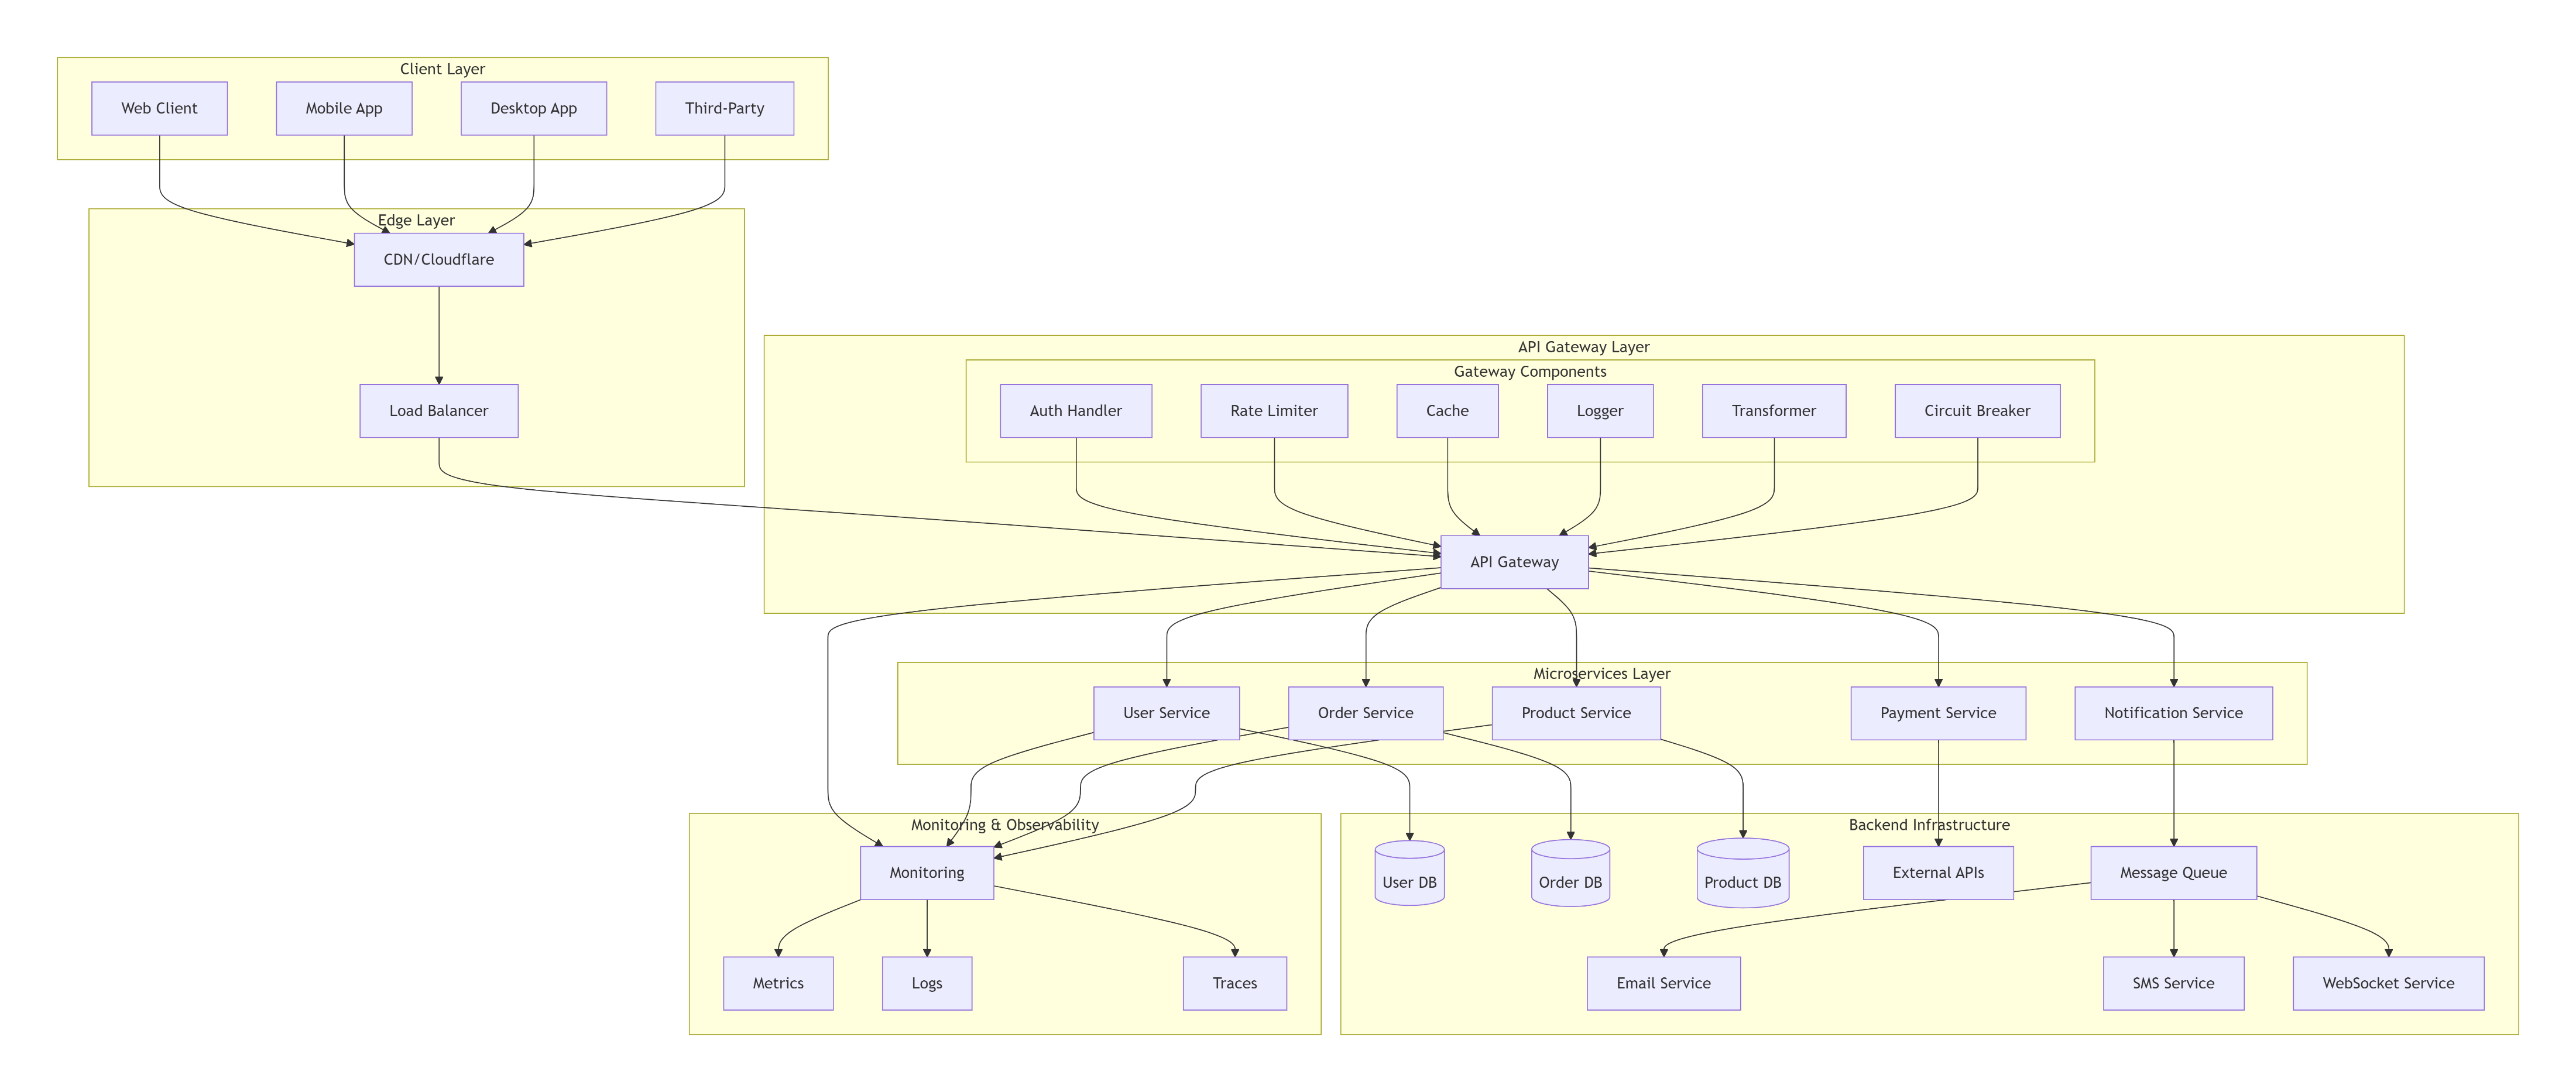 Client Layer
Web Client
Mobile App
Desktop App
Third-Party
Edge Layer
CDN/Cloudflare
Load Balancer
API Gateway Layer
Gateway Components
Auth Handler
Rate Limiter
Cache
Logger
Transformer
Circuit Breaker
API Gateway
Microservices Layer
User Service
Order Service
Product Service
Payment Service
Notification Service
Monitoring & Observability
Monitoring
Metrics
Logs
Traces
Backend Infrastructure
User DB
Order DB
Product DB
External APIs
Message Queue
Email Service
SMS Service
WebSocket Service